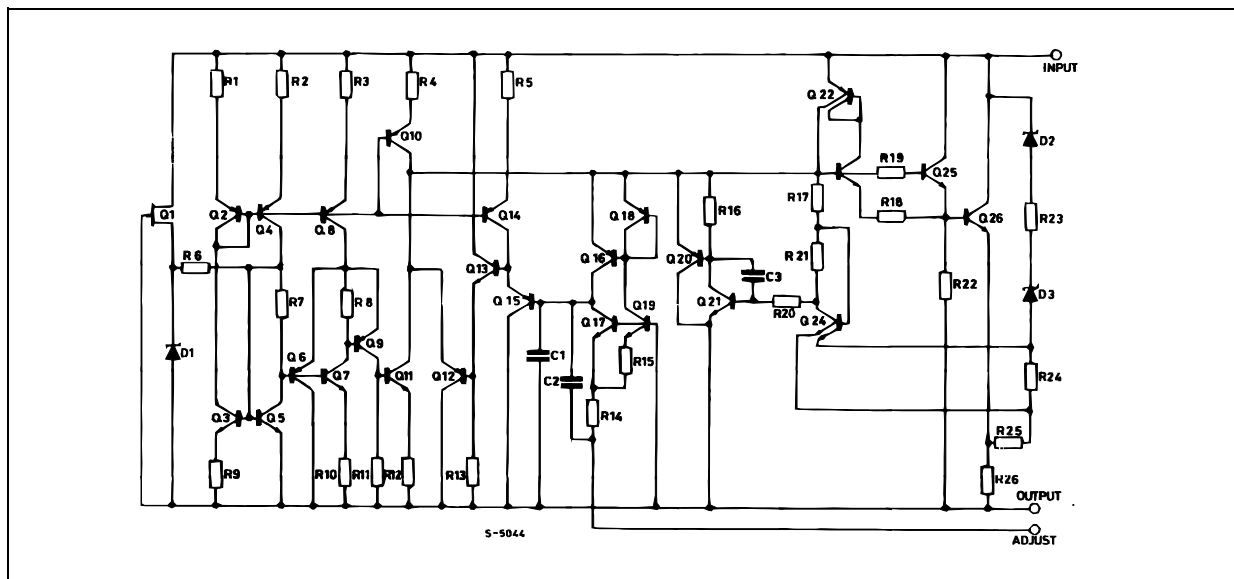 INPUT
R1
R2
R3
R4
R5
Q22
Q10
R19
Q25
D2
Q1
Q2
Q4
Q8
Q14
Q18
R16
R17
R18
Q26
R23
R6
Q13
Q16
Q20
C3
R21
R7
R8
Q15
Q19
Q21
R20
Q24
R22
D3
D1
Q6
Q9
Q7
Q11
Q12
C1
C2
Q17
R15
R24
Q3
Q5
R14
R25
R9
R10
R11
R12
R13
R26
OUTPUT
S-5044
ADJUST